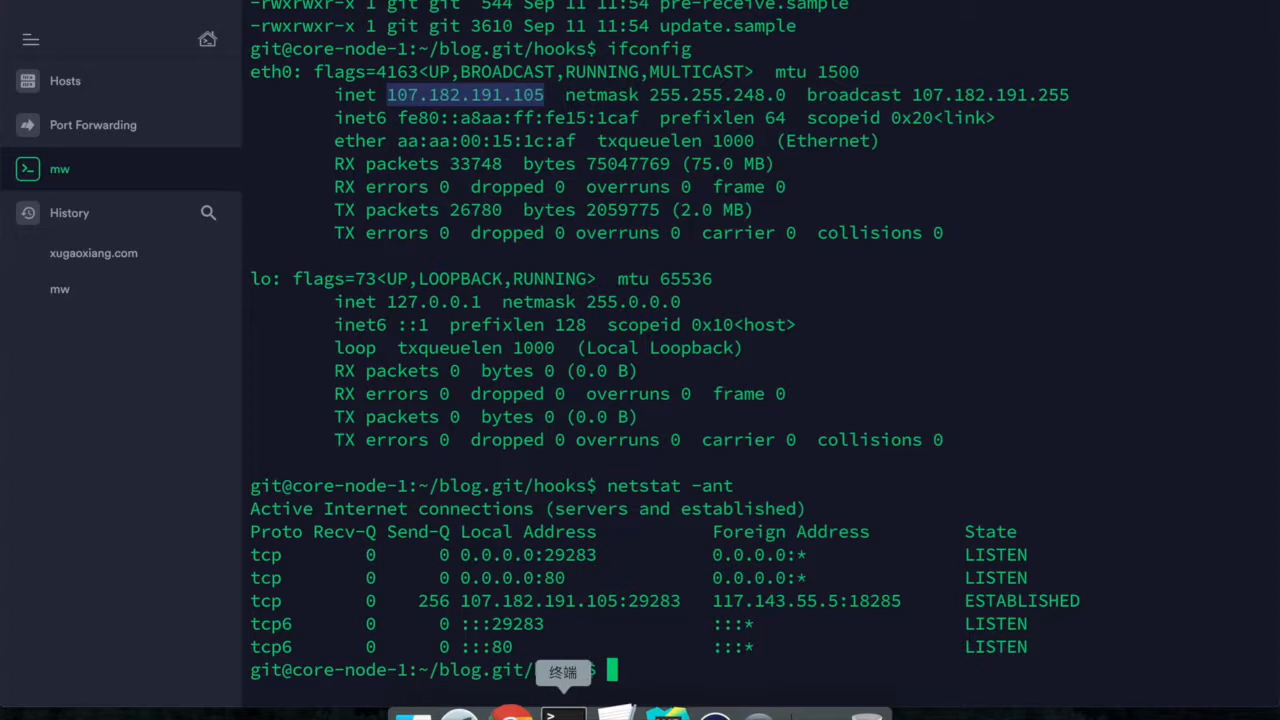 -rwxrwxr-x 1 git git  544 Sep 11 11:54 pre-receive.sample
-rwxrwxr-x 1 git git 3610 Sep 11 11:54 update.sample
git@core-node-1:~/blog.git/hooks$ ifconfig
eth0: flags=4163<UP,BROADCAST,RUNNING,MULTICAST>  mtu 1500
        inet 107.182.191.105  netmask 255.255.248.0  broadcast 107.182.191.255
        inet6 fe80::a8aa:ff:fe15:1caf  prefixlen 64  scopeid 0x20<link>
        ether aa:aa:00:15:1c:af  txqueuelen 1000  (Ethernet)
        RX packets 33748  bytes 75047769 (75.0 MB)
        RX errors 0  dropped 0  overruns 0  frame 0
        TX packets 26780  bytes 2059775 (2.0 MB)
        TX errors 0  dropped 0 overruns 0  carrier 0  collisions 0
lo: flags=73<UP,LOOPBACK,RUNNING>  mtu 65536
        inet 127.0.0.1  netmask 255.0.0.0
        inet6 ::1  prefixlen 128  scopeid 0x10<host>
        loop  txqueuelen 1000  (Local Loopback)
        RX packets 0  bytes 0 (0.0 B)
        RX errors 0  dropped 0  overruns 0  frame 0
        TX packets 0  bytes 0 (0.0 B)
        TX errors 0  dropped 0 overruns 0  carrier 0  collisions 0
git@core-node-1:~/blog.git/hooks$ netstat -ant
Active Internet connections (servers and established)
Proto Recv-Q Send-Q Local Address           Foreign Address         State
tcp        0      0 0.0.0.0:29283           0.0.0.0:*               LISTEN
tcp        0      0 0.0.0.0:80              0.0.0.0:*               LISTEN
tcp        0    256 107.182.191.105:29283   117.143.55.5:18285      ESTABLISHED
tcp6       0      0 :::29283                :::*                    LISTEN
tcp6       0      0 :::80                   :::*                    LISTEN
git@core-node-1:~/blog.git/ $
终端
Hosts
Port Forwarding
mw
History
xugaoxiang.com
mw